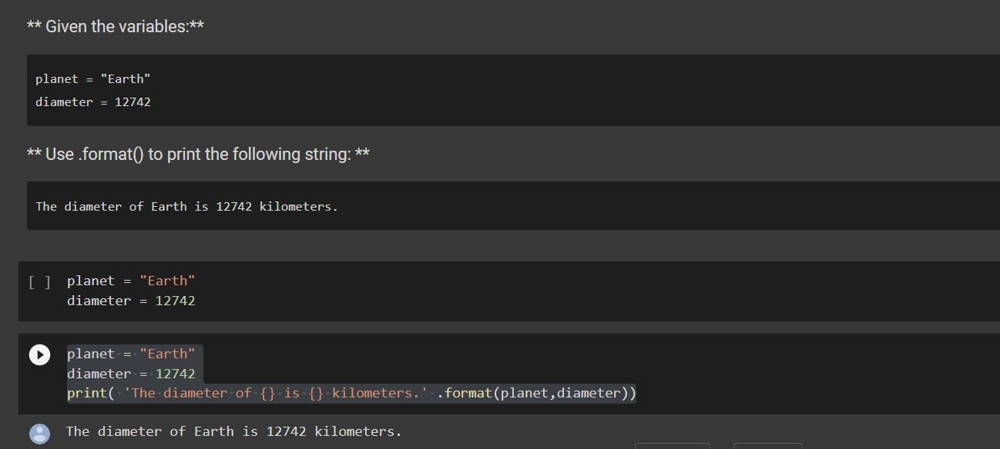 ** Given the variables:**
planet = "Earth"
diameter = 12742
** Use .format() to print the following string: **
The diameter of Earth is 12742 kilometers.
[ ] planet = "Earth"
diameter = 12742
planet = "Earth"
diameter = 12742
print( 'The diameter of {} is {} kilometers.' .format(planet,diameter))
The diameter of Earth is 12742 kilometers.